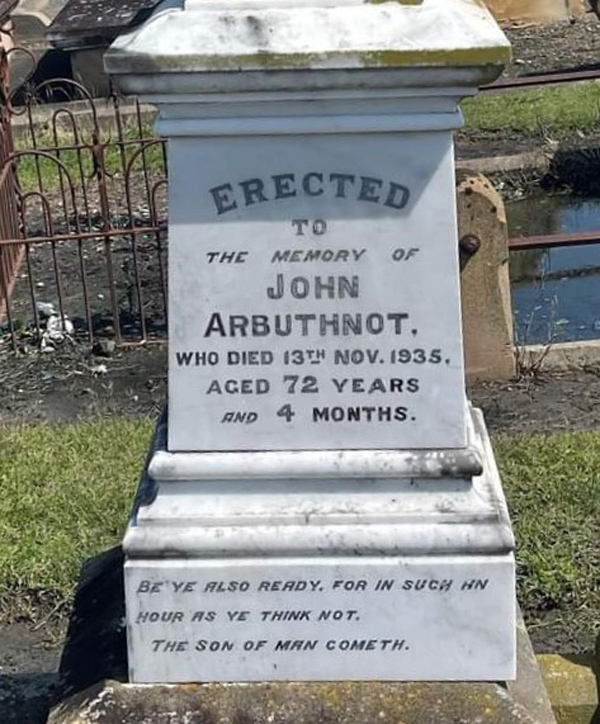 ERECTED
TO
THE MEMORY OF
JOHN
ARBUTHNOT,
WHO DIED 13TH NOV. 1935,
AGED 72 YEARS
AND 4 MONTHS.
BE YE ALSO READY, FOR IN SUCH AN
HOUR AS YE THINK NOT.
THE SON OF MAN COMETH.